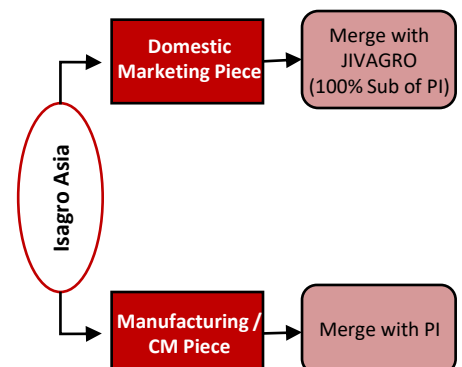 Isagro Asia
Domestic
Marketing Piece
Merge with
JIVAGRO
(100% Sub of PI)
Manufacturing /
CM Piece
Merge with PI